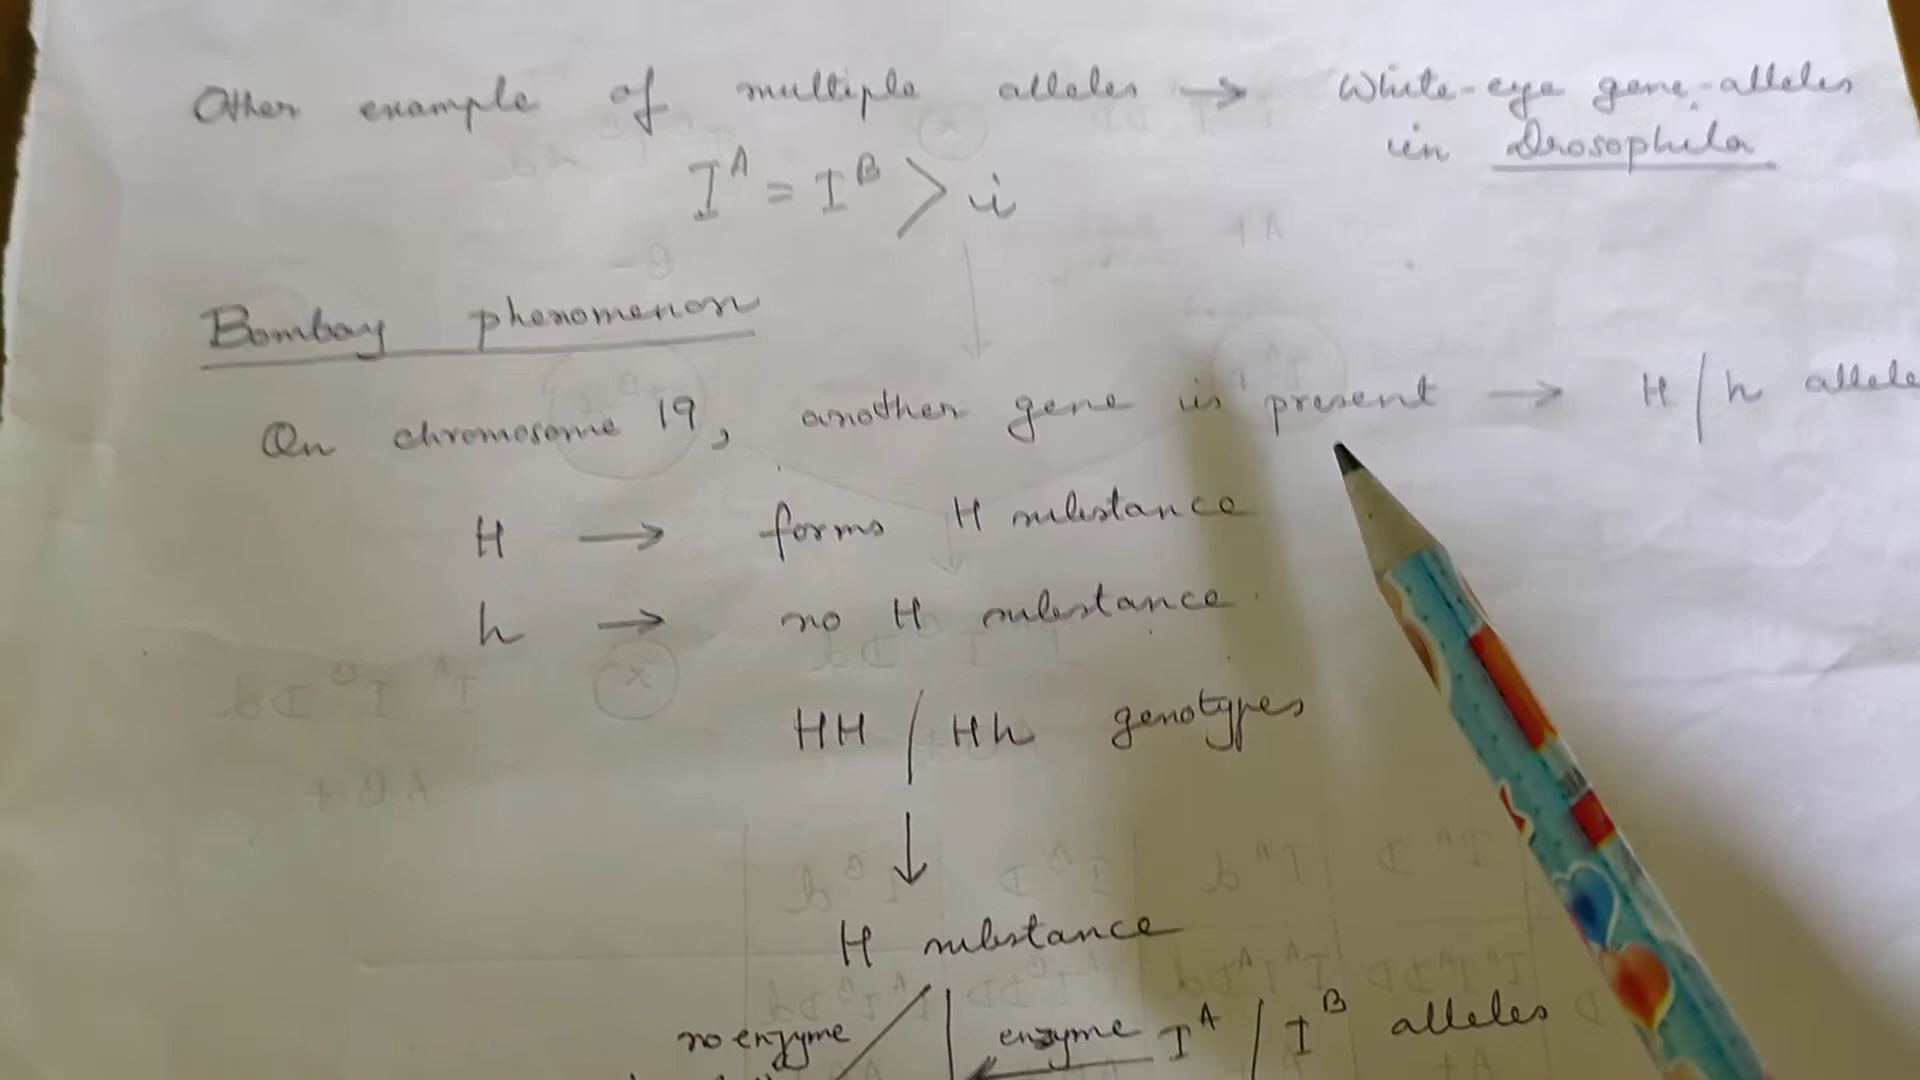 Other example of multiple alleles → White-eye gene-alleles
in Drosophila
I^A = I^B > i
Bombay phenomenon
On chromosome 19, another gene is present → H / h allele
H → forms H substance
h → no H substance
HH / Hh genotypes
↓
H substance
no enzyme enzyme I^A / I^B alleles